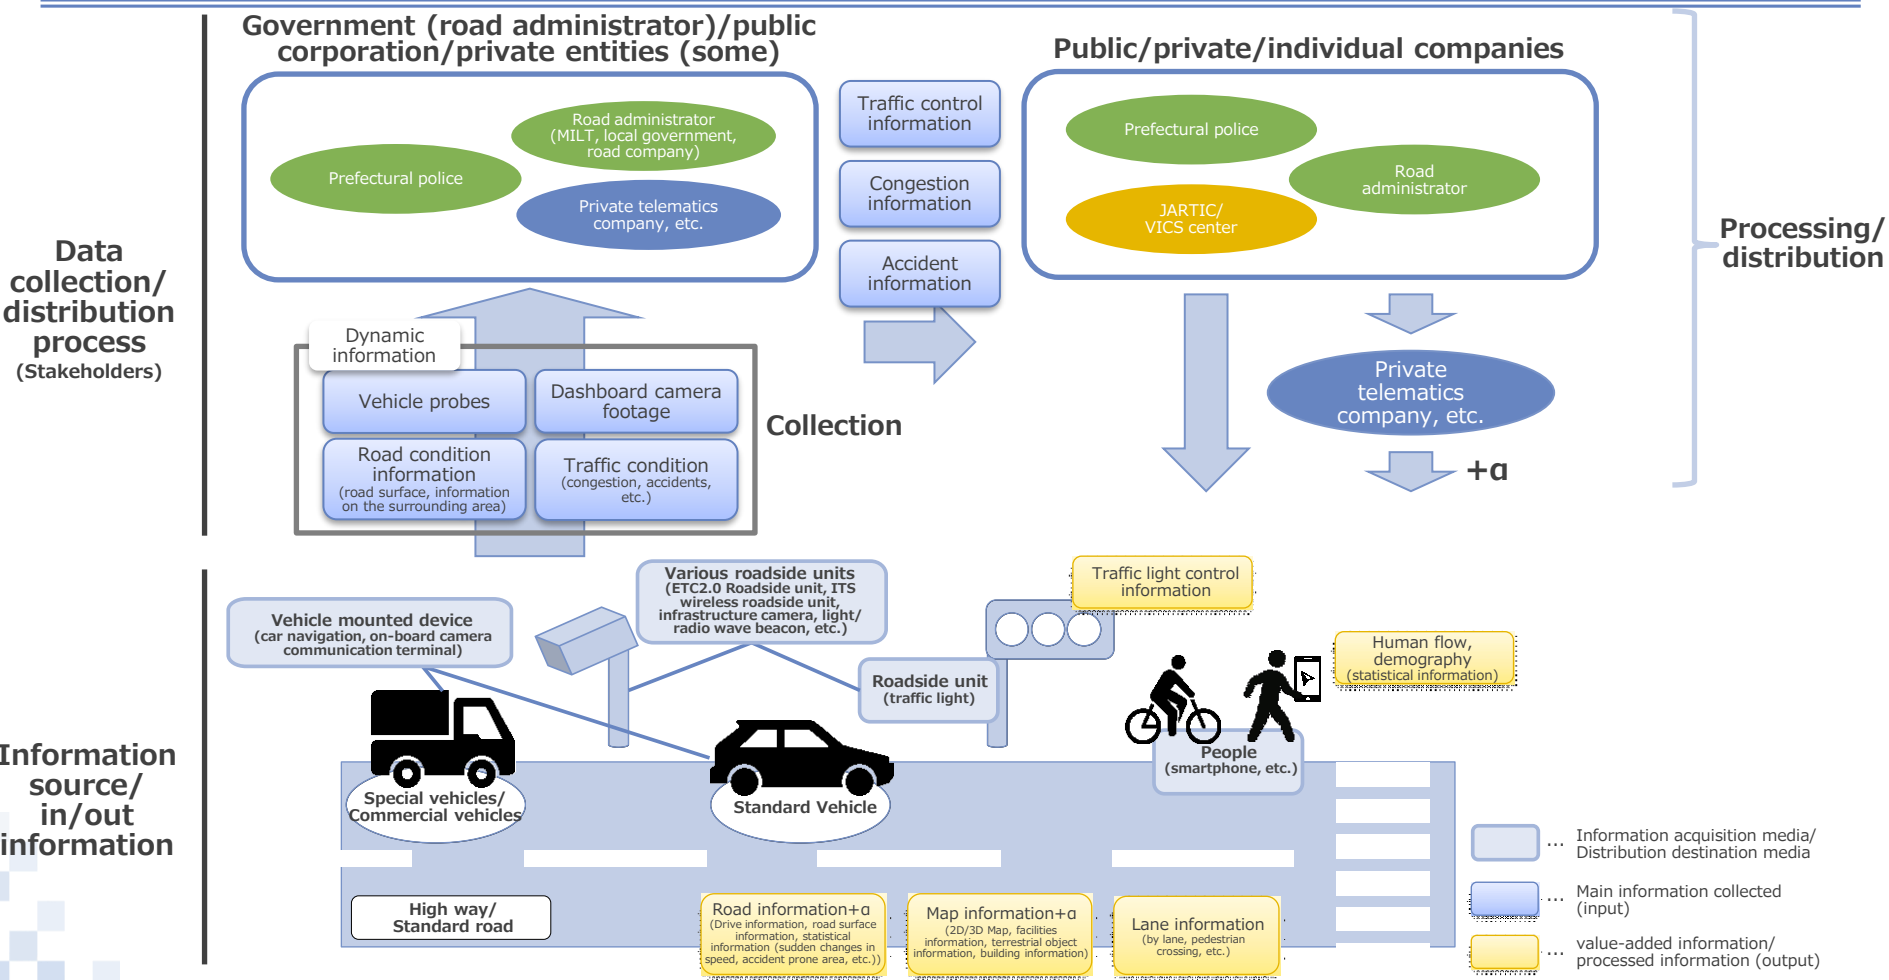 Government (road administrator)/public
corporation/private entities (some)
Public/private/individual companies
Prefectural police
Road administrator
(MILT, local government,
road company)
Private telematics
company, etc.
Traffic control
information
Congestion
information
Accident
information
Prefectural police
Road
administrator
JARTIC/
VICS center
Processing/
distribution
Data
collection/
distribution
process
(Stakeholders)
Dynamic
information
Vehicle probes
Dashboard camera
footage
Road condition
information
(road surface, information
on the surrounding area)
Traffic condition
(congestion, accidents,
etc.)
Collection
Private
telematics
company, etc.
+α
Information
source/
in/out
information
Vehicle mounted device
(car navigation, on-board camera
communication terminal)
Various roadside units
(ETC2.0 Roadside unit, ITS
wireless roadside unit,
infrastructure camera, light/
radio wave beacon, etc.)
Roadside unit
(traffic light)
Traffic light control
information
Human flow,
demography
(statistical information)
People
(smartphone, etc.)
Special vehicles/
Commercial vehicles
Standard Vehicle
High way/
Standard road
Road information+α
(Drive information, road surface
information, statistical
information (sudden changes in
speed, accident prone area, etc.))
Map information+α
(2D/3D Map, facilities
information, terrestrial object
information, building information)
Lane information
(by lane, pedestrian
crossing, etc.)
… Information acquisition media/
Distribution destination media
… Main information collected
(input)
… value-added information/
processed information (output)